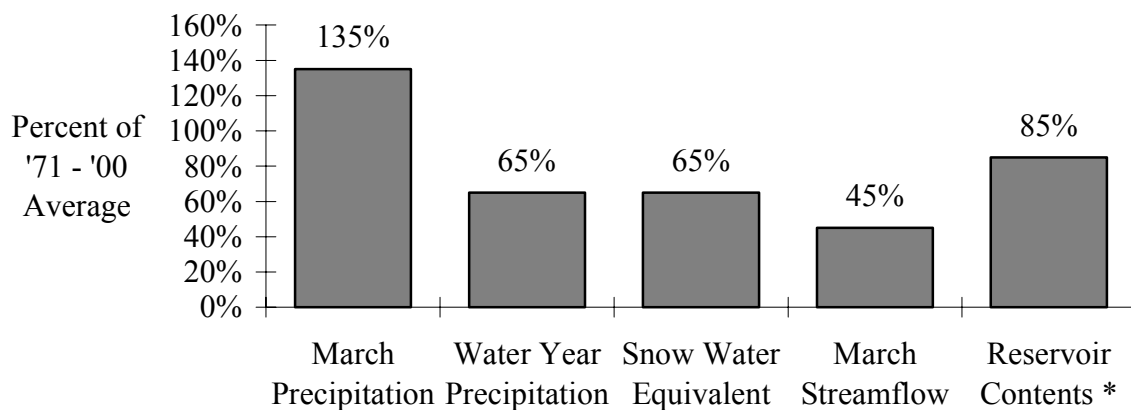 Percent of
'71 - '00
Average
160%
140%
120%
100%
80%
60%
40%
20%
0%
135%
65%
65%
45%
85%
March
Precipitation
Water Year
Precipitation
Snow Water
Equivalent
March
Streamflow
Reservoir
Contents *